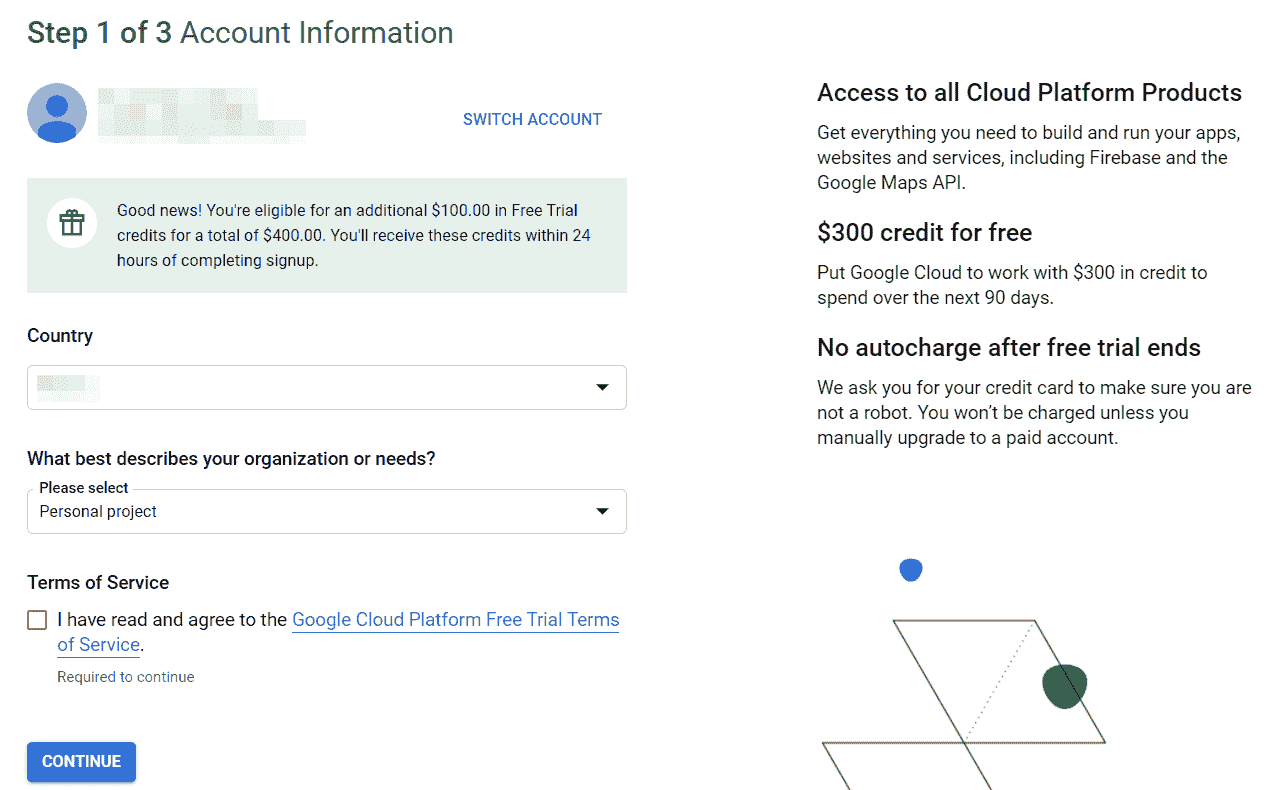 Step 1 of 3 Account Information
SWITCH ACCOUNT
Good news! You're eligible for an additional $100.00 in Free Trial
credits for a total of $400.00. You'll receive these credits within 24
hours of completing signup.
Country
What best describes your organization or needs?
Please select
Personal project
Terms of Service
I have read and agree to the Google Cloud Platform Free Trial Terms
of Service.
Required to continue
CONTINUE
Access to all Cloud Platform Products
Get everything you need to build and run your apps,
websites and services, including Firebase and the
Google Maps API.
$300 credit for free
Put Google Cloud to work with $300 in credit to
spend over the next 90 days.
No autocharge after free trial ends
We ask you for your credit card to make sure you are
not a robot. You won’t be charged unless you
manually upgrade to a paid account.